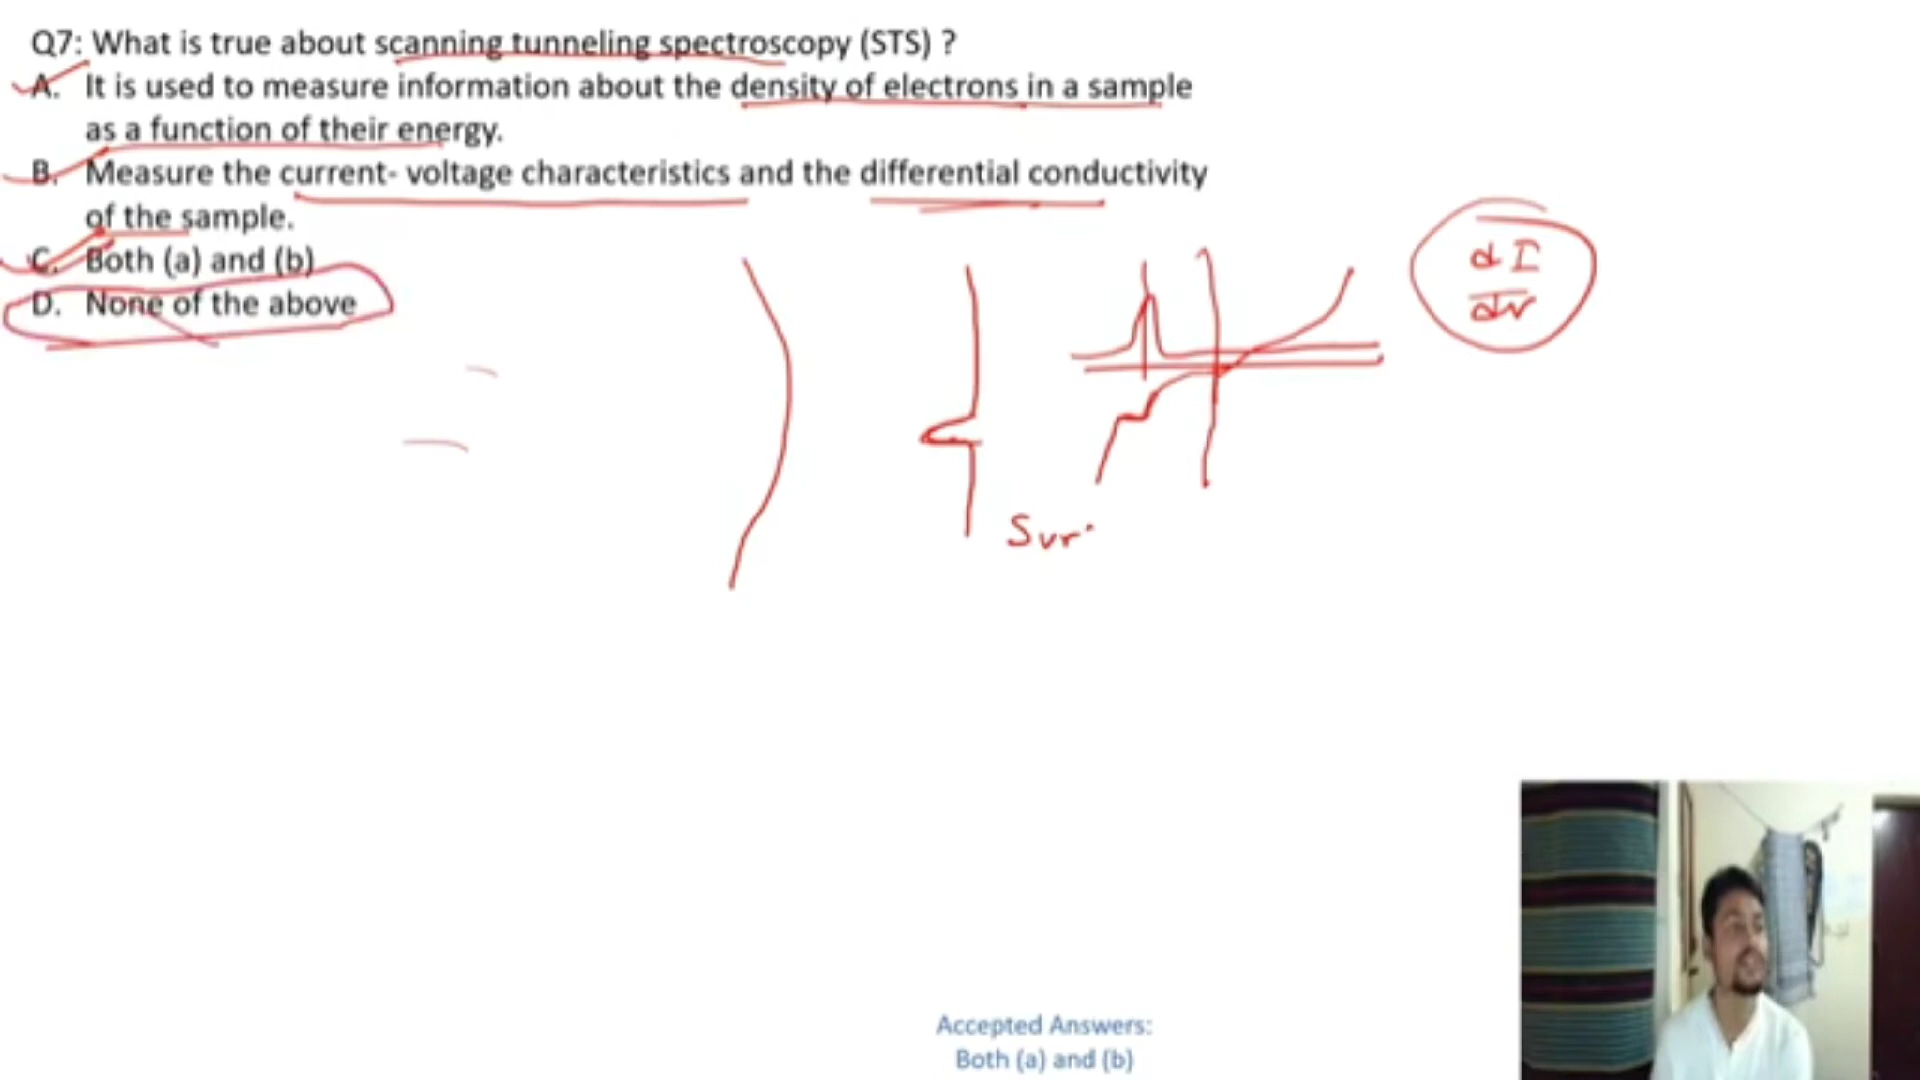 Q7: What is true about scanning tunneling spectroscopy (STS) ?
A. It is used to measure information about the density of electrons in a sample
as a function of their energy.
B. Measure the current- voltage characteristics and the differential conductivity
of the sample.
C. Both (a) and (b)
D. None of the above
dI
dv
Sur
Accepted Answers:
Both (a) and (b)